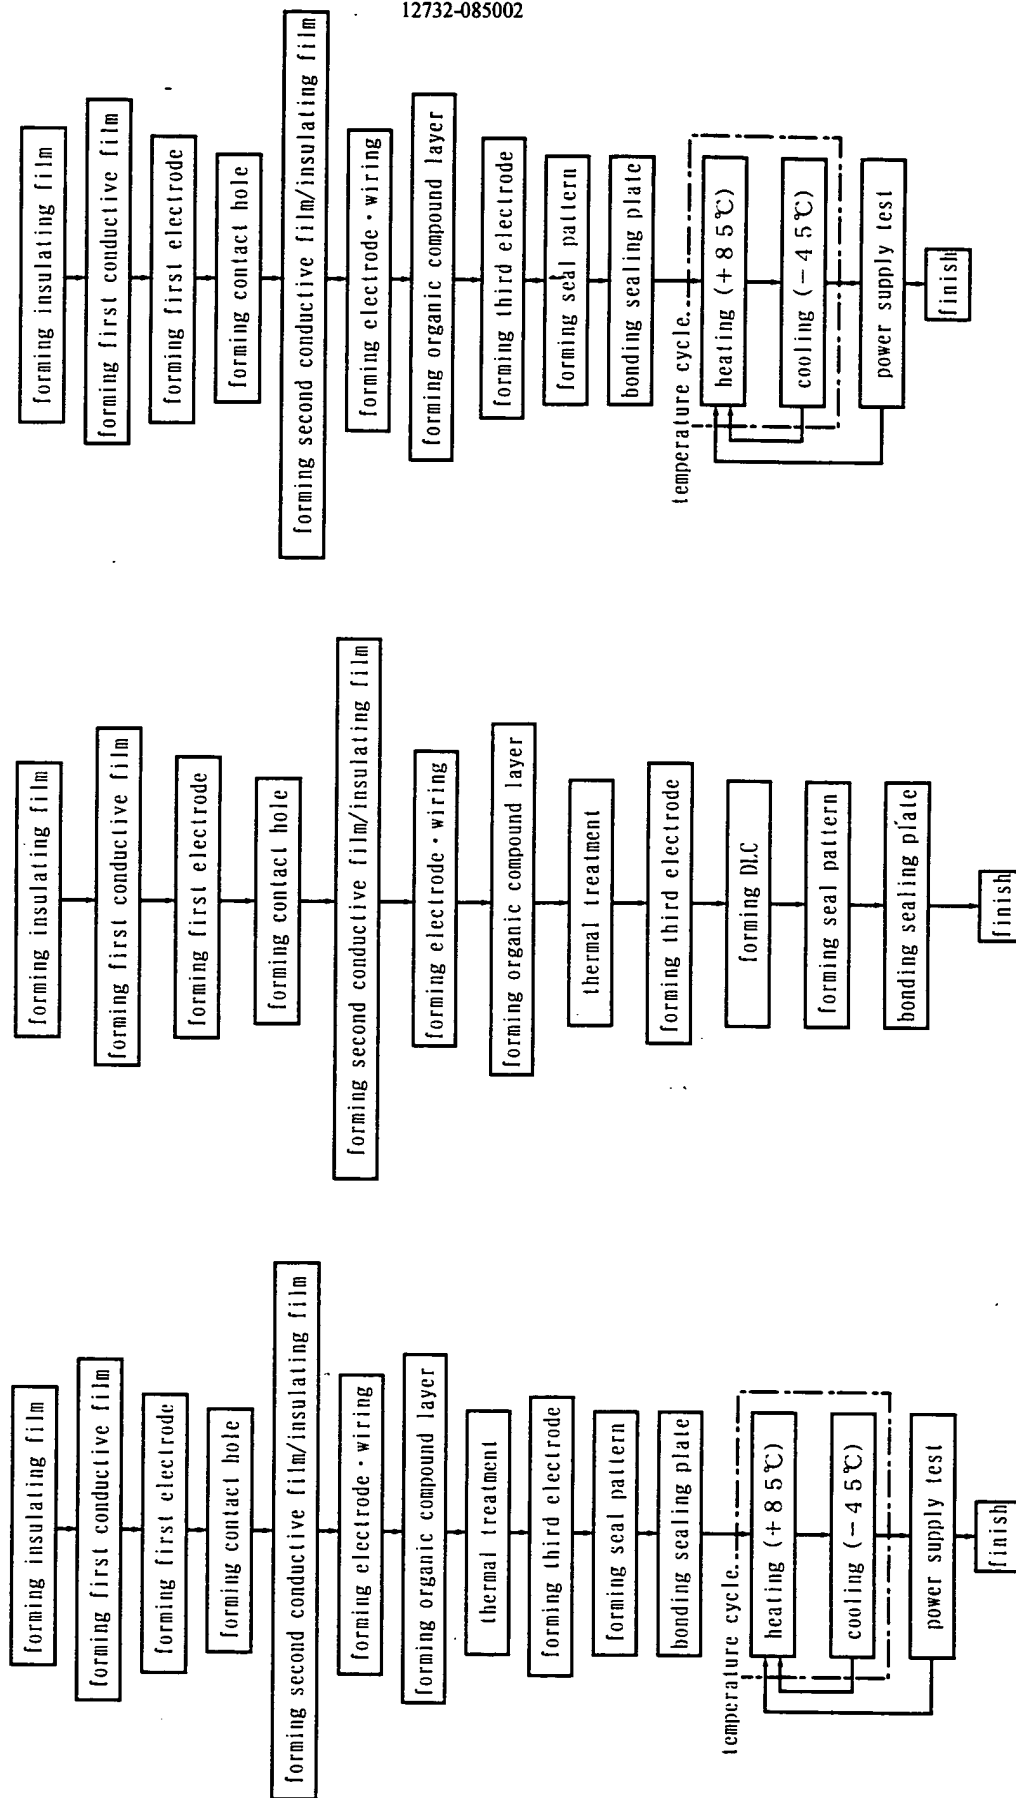 12732-085002
forming insulating film
forming first conductive film
forming first electrode
forming contact hole
forming second conductive film/insulating film
forming electrode・wiring
forming organic compound layer
thermal treatment
forming third electrode
forming seal pattern
bonding sealing plate
temperature cycle
heating (+85℃)
cooling (−45℃)
power supply test
finish
forming insulating film
forming first conductive film
forming first electrode
forming contact hole
forming second conductive film/insulating film
forming electrode・wiring
forming organic compound layer
thermal treatment
forming third electrode
forming DLC
forming seal pattern
bonding sealing plate
finish
forming insulating film
forming first conductive film
forming first electrode
forming contact hole
forming second conductive film/insulating film
forming electrode・wiring
forming organic compound layer
forming third electrode
forming seal pattern
bonding sealing plate
temperature cycle
heating (+85℃)
cooling (−45℃)
power supply test
finish